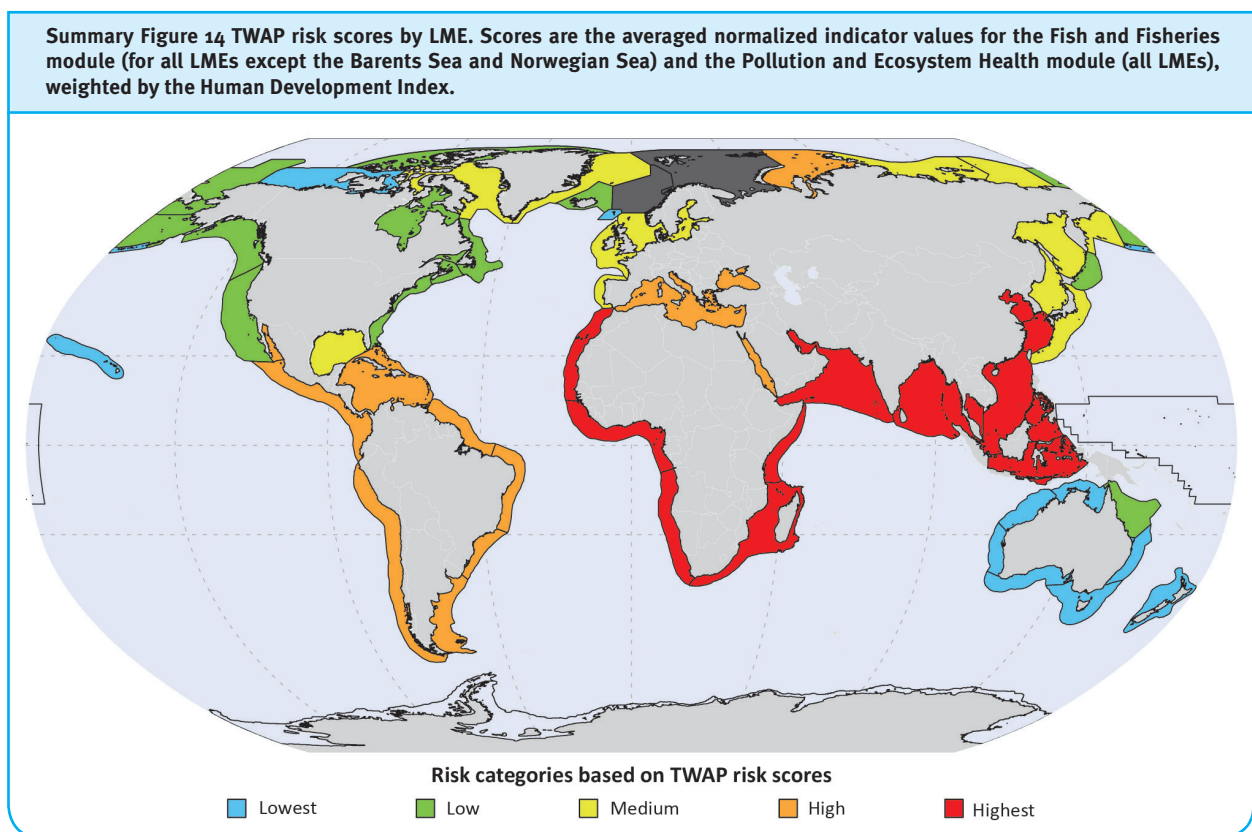 Summary Figure 14 TWAP risk scores by LME. Scores are the averaged normalized indicator values for the Fish and Fisheries
module (for all LMEs except the Barents Sea and Norwegian Sea) and the Pollution and Ecosystem Health module (all LMEs),
weighted by the Human Development Index.
Risk categories based on TWAP risk scores
Lowest Low Medium High Highest